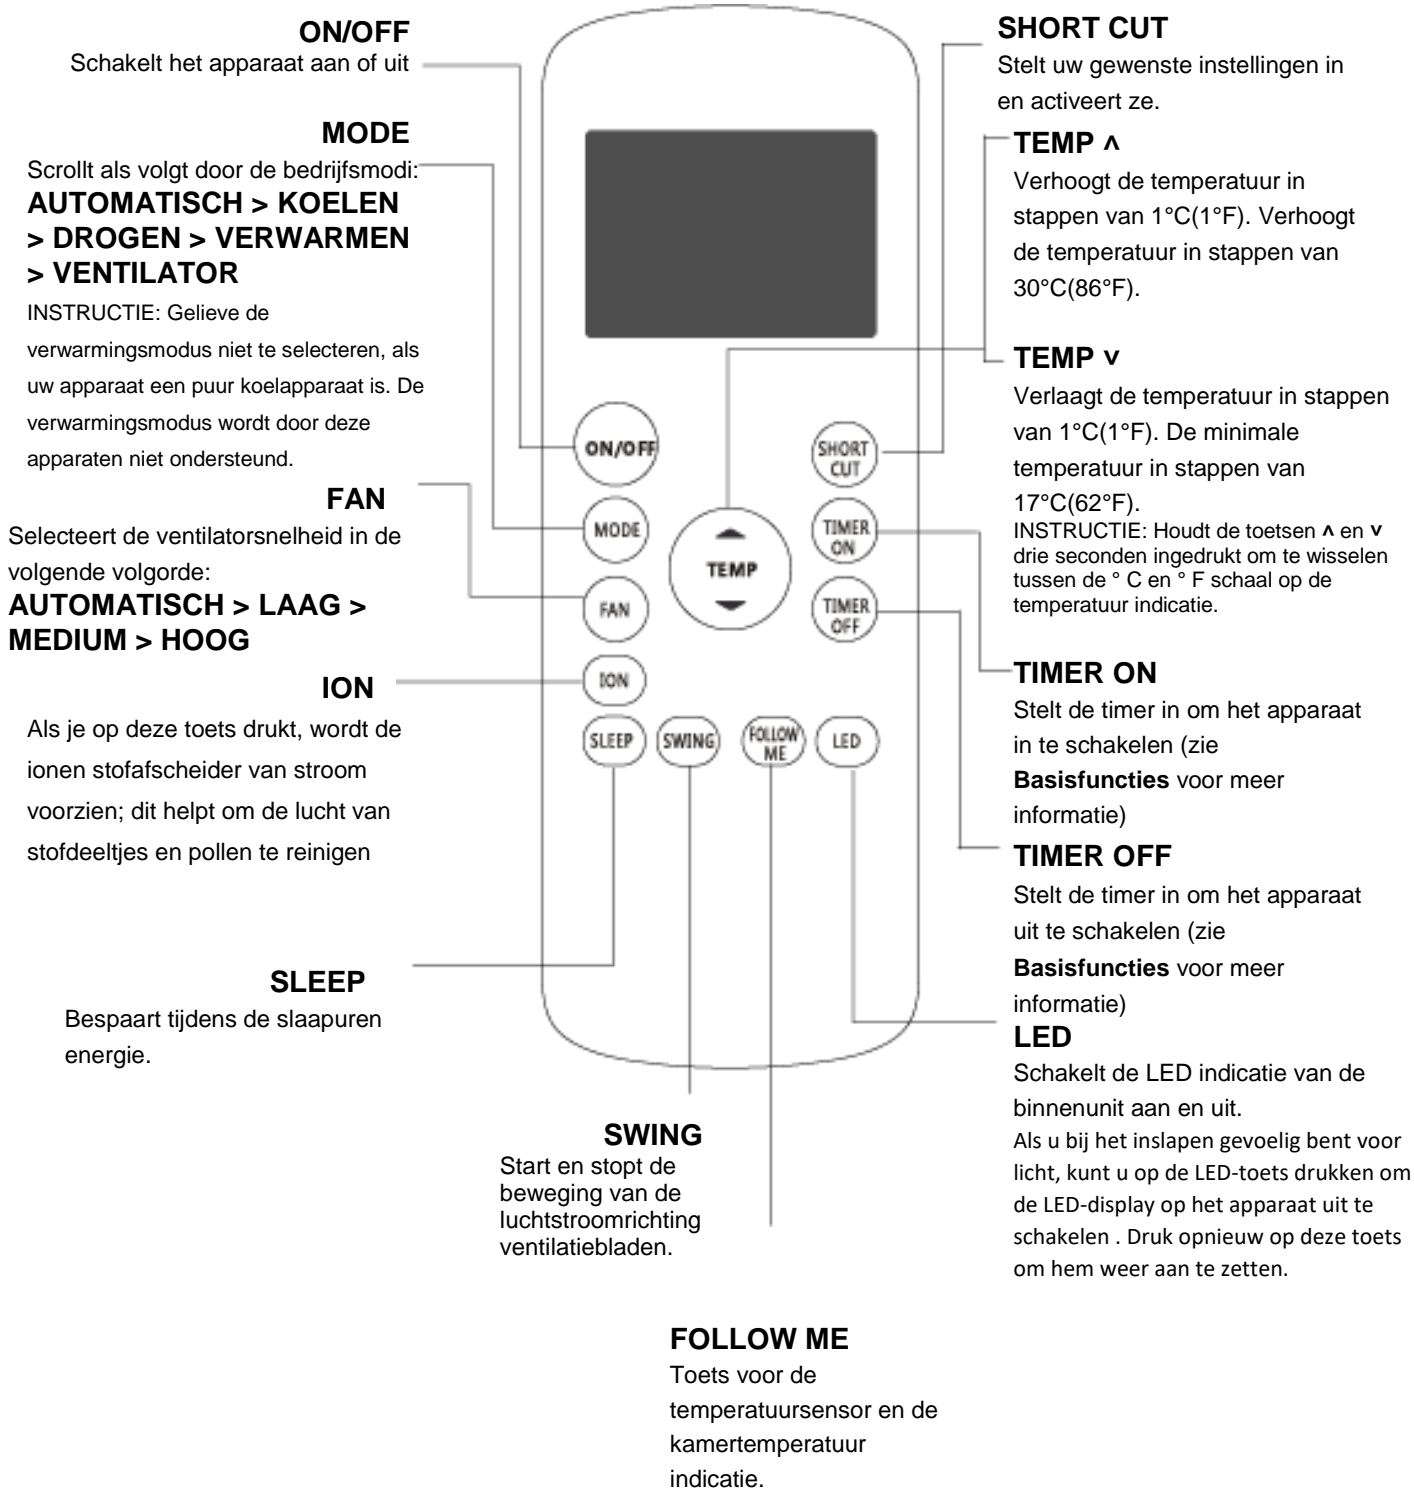 ON/OFF
Schakelt het apparaat aan of uit
MODE
Scrollt als volgt door de bedrijfsmodi:
AUTOMATISCH > KOELEN
> DROGEN > VERWARMEN
> VENTILATOR
INSTRUCTIE: Gelieve de
verwarmingsmodus niet te selecteren, als
uw apparaat een puur koelapparaat is. De
verwarmingsmodus wordt door deze
apparaten niet ondersteund.
FAN
Selecteert de ventilatorsnelheid in de
volgende volgorde:
AUTOMATISCH > LAAG >
MEDIUM > HOOG
ION
Als je op deze toets drukt, wordt de
ionen stofafscheider van stroom
voorzien; dit helpt om de lucht van
stofdeeltjes en pollen te reinigen
SLEEP
Bespaart tijdens de slaapuren
energie.
ON/OFF
MODE
FAN
ION
SLEEP
SWING
FOLLOW
ME
LED
TEMP
SHORT
CUT
TIMER
ON
TIMER
OFF
SWING
Start en stopt de
beweging van de
luchtstroomrichting
ventilatiebladen.
FOLLOW ME
Toets voor de
temperatuursensor en de
kamertemperatuur
indicatie.
SHORT CUT
Stelt uw gewenste instellingen in
en activeert ze.
TEMP ˄
Verhoogt de temperatuur in
stappen van 1°C(1°F). Verhoogt
de temperatuur in stappen van
30°C(86°F).
TEMP ˅
Verlaagt de temperatuur in stappen
van 1°C(1°F). De minimale
temperatuur in stappen van
17°C(62°F).
INSTRUCTIE: Houdt de toetsen ˄ en ˅
drie seconden ingedrukt om te wisselen
tussen de ° C en ° F schaal op de
temperatuur indicatie.
TIMER ON
Stelt de timer in om het apparaat
in te schakelen (zie
Basisfuncties voor meer
informatie)
TIMER OFF
Stelt de timer in om het apparaat
uit te schakelen (zie
Basisfuncties voor meer
informatie)
LED
Schakelt de LED indicatie van de
binnenunit aan en uit.
Als u bij het inslapen gevoelig bent voor
licht, kunt u op de LED-toets drukken om
de LED-display op het apparaat uit te
schakelen . Druk opnieuw op deze toets
om hem weer aan te zetten.